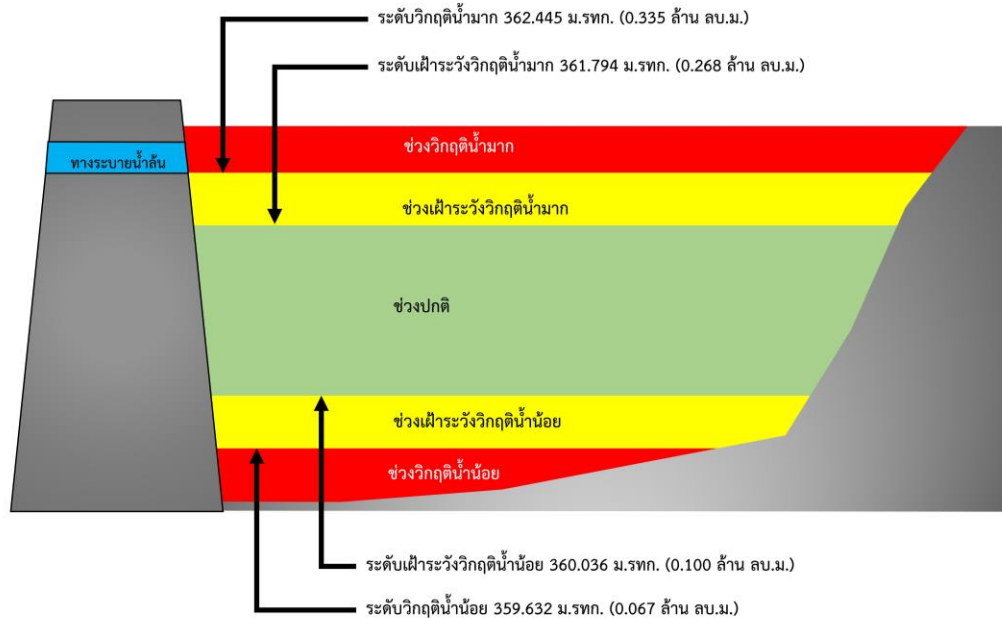 ระดับวิกฤติน้ำมาก 362.445 ม.รทก. (0.335 ล้าน ลบ.ม.)
ระดับเฝ้าระวังวิกฤติน้ำมาก 361.794 ม.รทก. (0.268 ล้าน ลบ.ม.)
ช่วงวิกฤติน้ำมาก
ทางระบายน้ำล้น
ช่วงเฝ้าระวังวิกฤติน้ำมาก
ช่วงปกติ
ช่วงเฝ้าระวังวิกฤติน้ำน้อย
ช่วงวิกฤติน้ำน้อย
ระดับเฝ้าระวังวิกฤติน้ำน้อย 360.036 ม.รทก. (0.100 ล้าน ลบ.ม.)
ระดับวิกฤติน้ำน้อย 359.632 ม.รทก. (0.067 ล้าน ลบ.ม.)